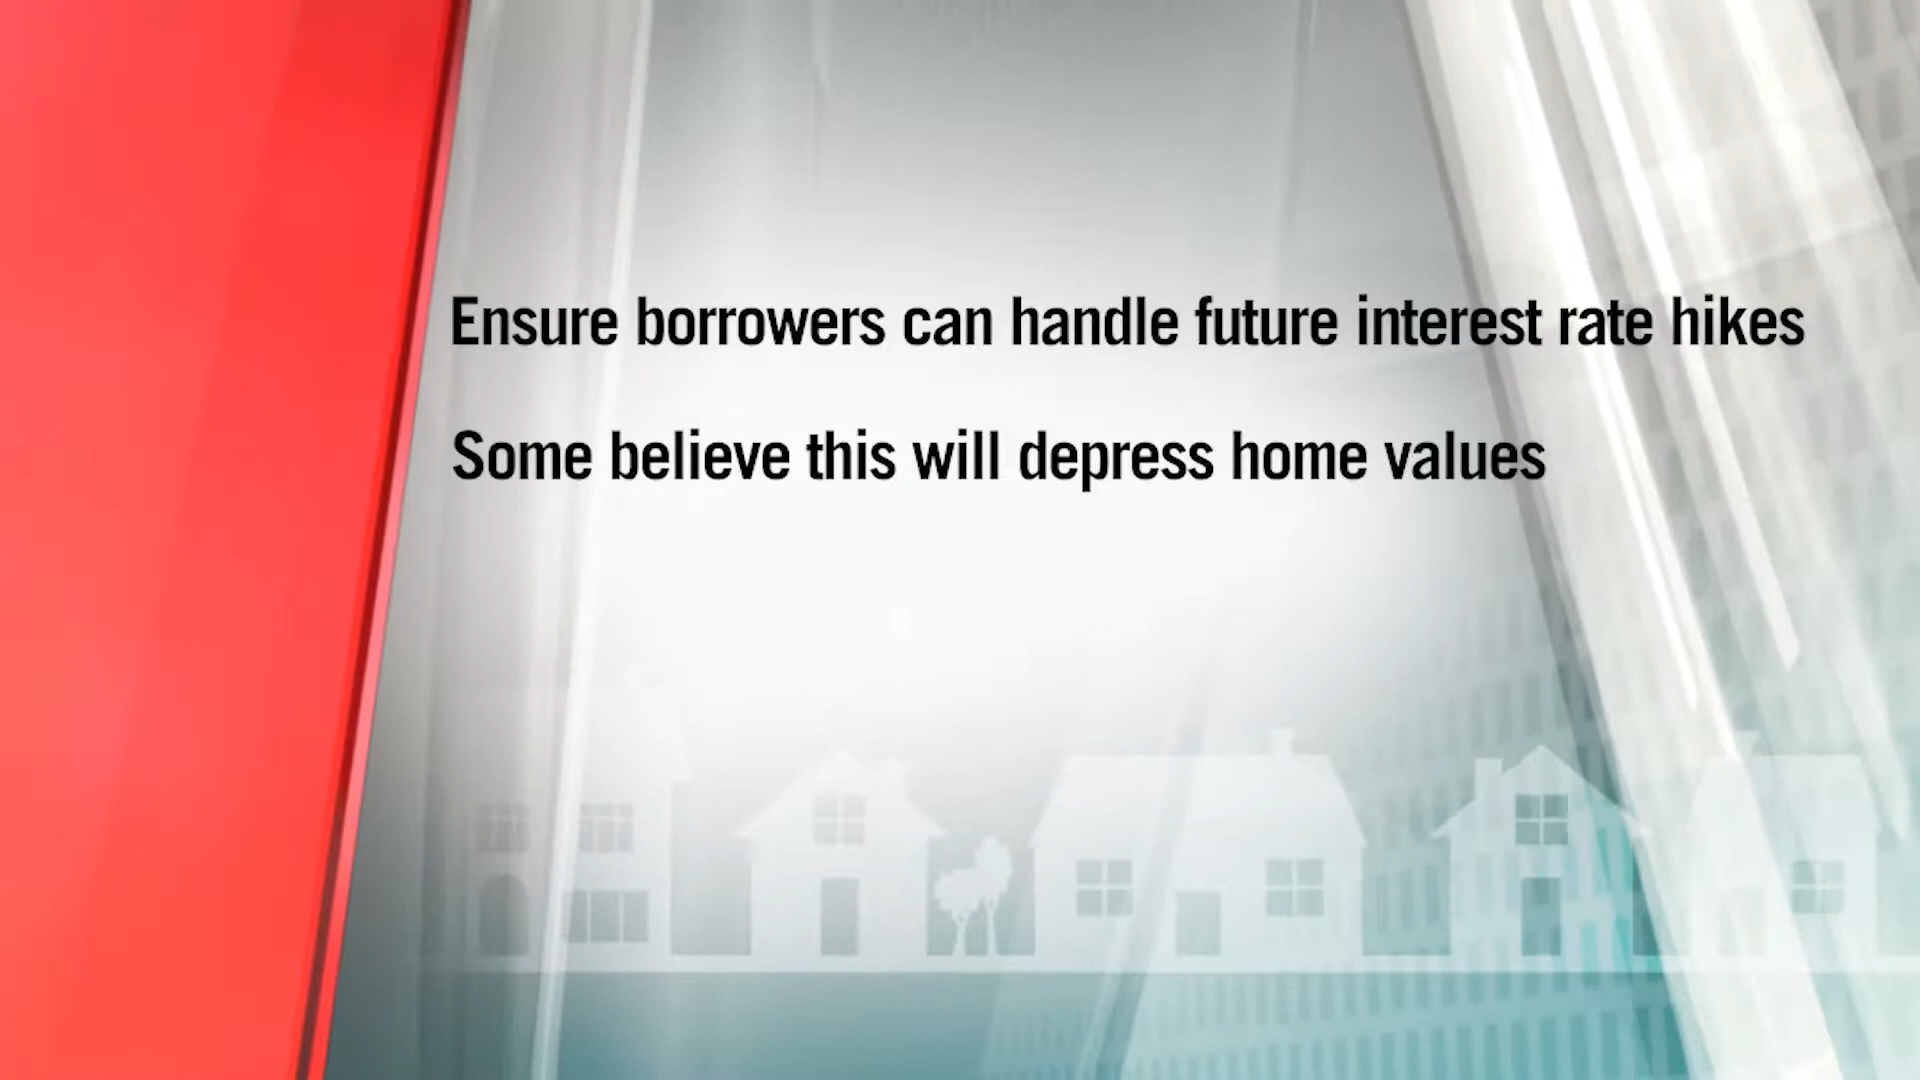 Ensure borrowers can handle future interest rate hikes
Some believe this will depress home values